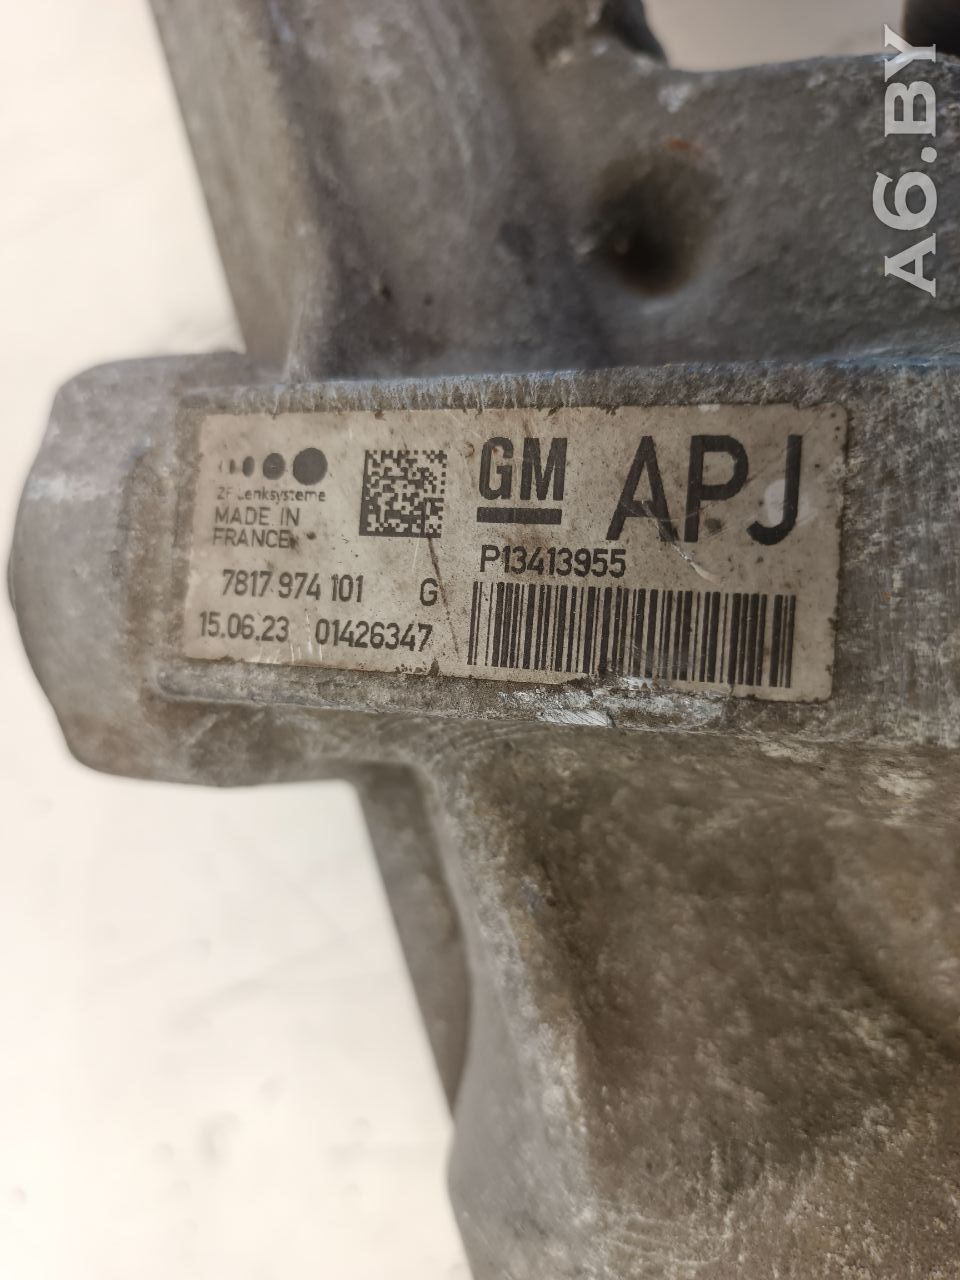 ZF Lenksysteme
MADE IN
FRANCE
7817 974 101 G
15.06.23 01426347
GM APJ
P13413955
A6.BY